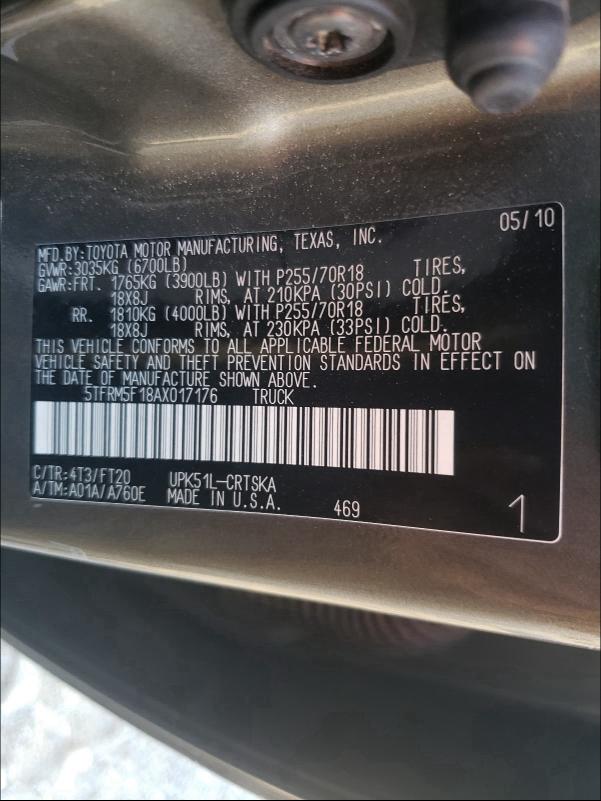 05/10
MFD.BY:TOYOTA MOTOR MANUFACTURING, TEXAS, INC.
GVWR:3035KG (6700LB)
GAWR:FRT. 1765KG (3900LB) WITH P255/70R18 TIRES,
18X8J RIMS, AT 210KPA (30PSI) COLD.
RR. 1810KG (4000LB) WITH P255/70R18 TIRES,
18X8J RIMS, AT 230KPA (33PSI) COLD.
THIS VEHICLE CONFORMS TO ALL APPLICABLE FEDERAL MOTOR
VEHICLE SAFETY AND THEFT PREVENTION STANDARDS IN EFFECT ON
THE DATE OF MANUFACTURE SHOWN ABOVE.
5TFRM5F18AX017176 TRUCK
C/TR:4T3/FT20 UPK51L-CRTSKA
A/TM:A01A/A760E MADE IN U.S.A. 469
1